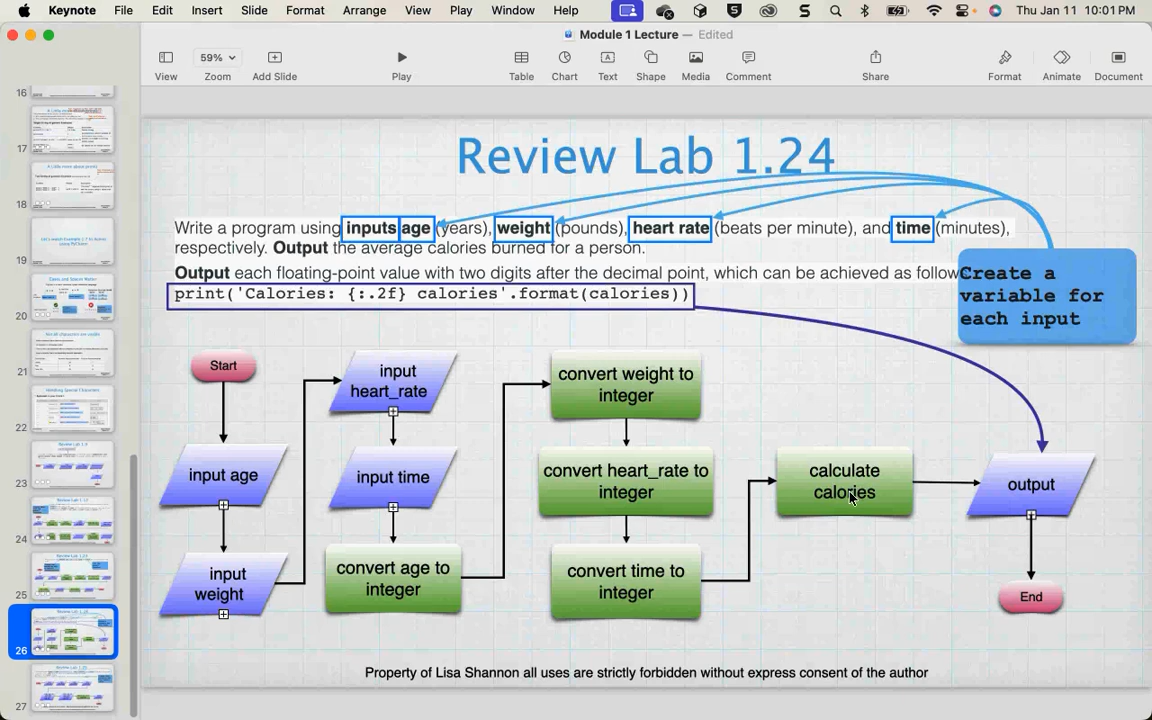 Keynote File Edit Insert Slide Format Arrange View Play Window Help Thu Jan 11 10:01 PM
Module 1 Lecture — Edited
59%
View Zoom Add Slide Play Table Chart Text Shape Media Comment Share Format Animate Document
Review Lab 1.24
Write a program using inputs age (years), weight (pounds), heart rate (beats per minute), and time (minutes),
respectively. Output the average calories burned for a person.
Output each floating-point value with two digits after the decimal point, which can be achieved as follow
print('Calories: {:.2f} calories'.format(calories))
Create a
variable for
each input
Start
input age
input
weight
input
heart_rate
input time
convert age to
integer
convert weight to
integer
convert heart_rate to
integer
convert time to
integer
calculate
calories
output
End
Property of Lisa Shannon all uses are strictly forbidden without express consent of the author
16
17
18
19
20
21
22
23
24
25
26
27